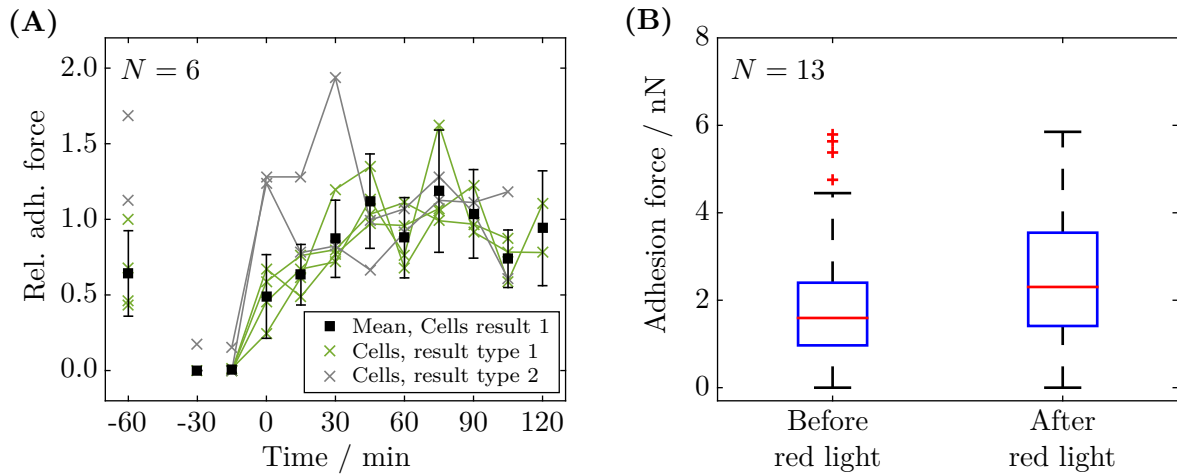 (A)
N = 6
Rel. adh. force
2.0
1.5
1.0
0.5
0.0
Mean, Cells result 1
Cells, result type 1
Cells, result type 2
-60 -30 0 30 60 90 120
Time / min
(B)
N = 13
Adhesion force / nN
8
6
4
2
0
Before
red light
After
red light